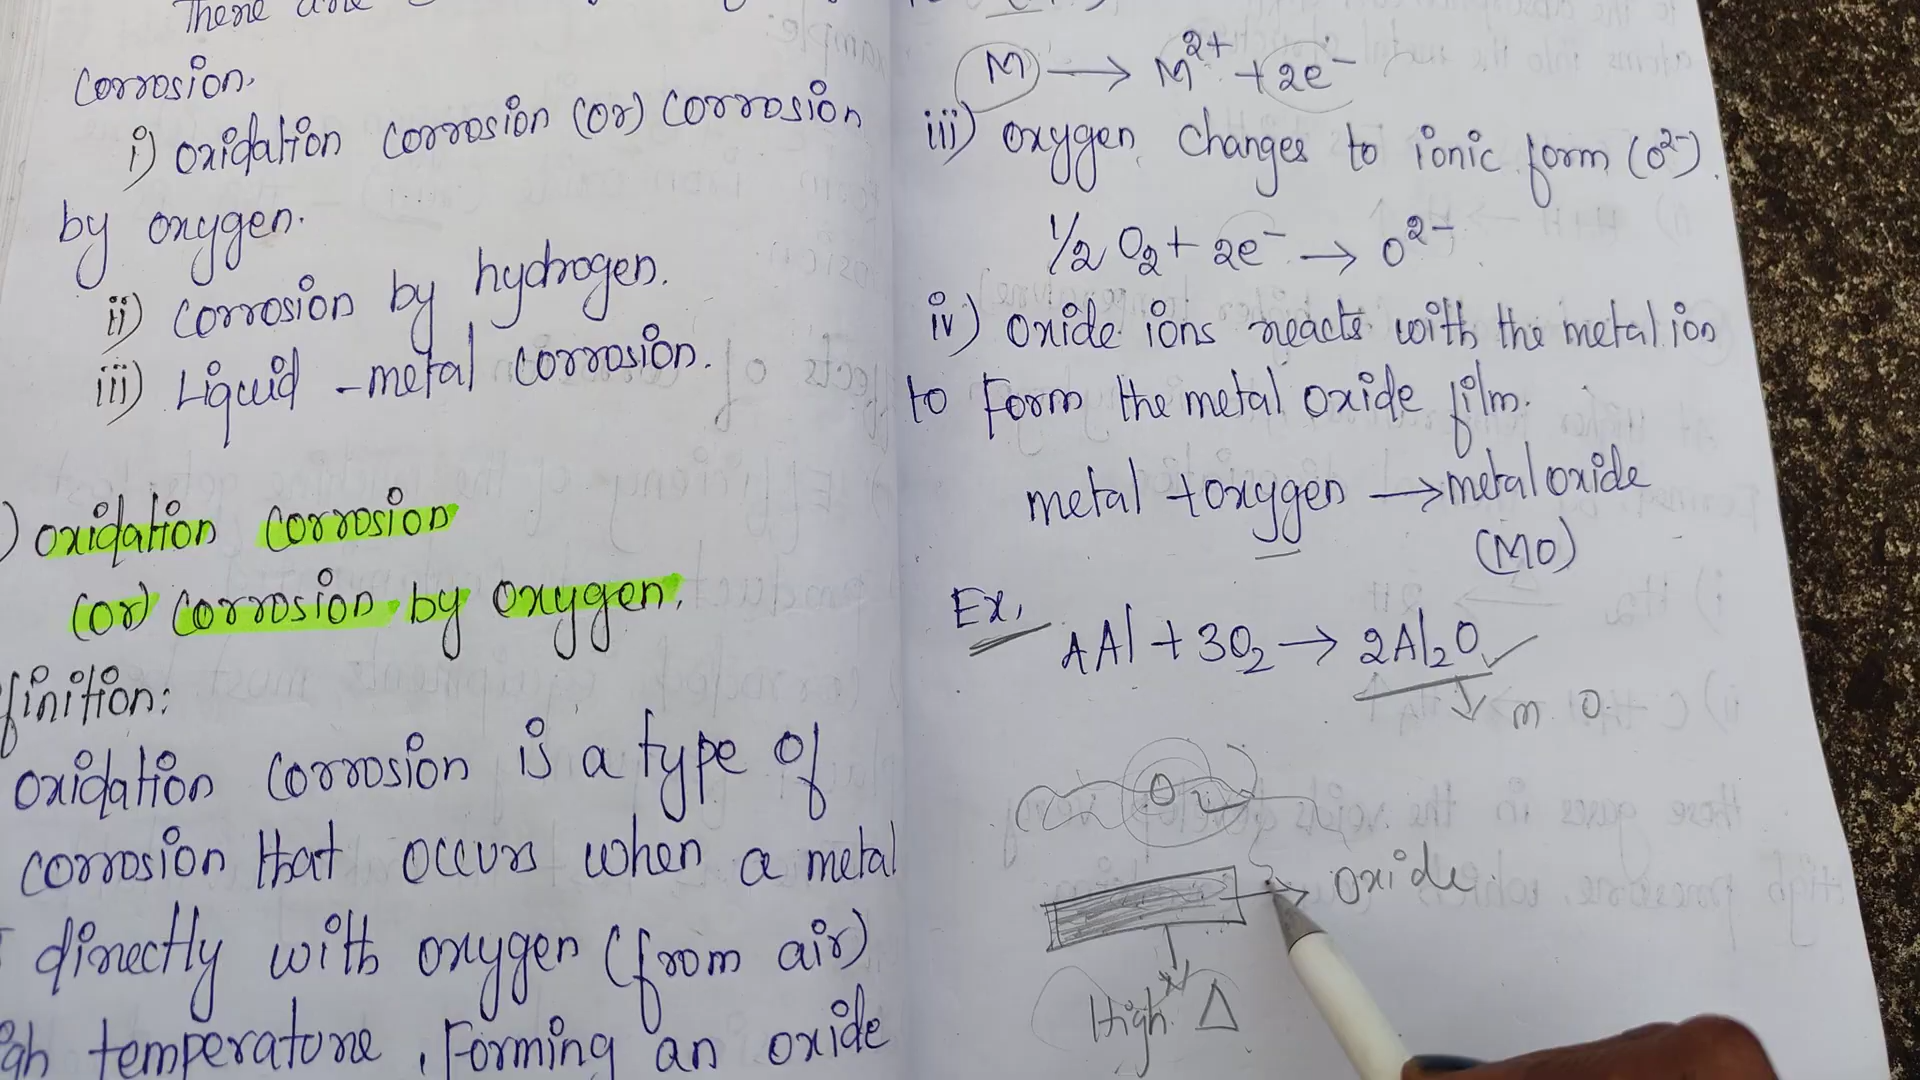 There are
corrosion.
i) oxidation corrosion (or) corrosion
by oxygen.
ii) corrosion by hydrogen.
iii) Liquid - metal corrosion.
) oxidation corrosion
(or) corrosion by oxygen.
finition:
oxidation corrosion is a type of
corrosion that occurs when a metal
directly with oxygen (from air)
gh temperature, Forming an oxide
M → M²⁺ + 2e⁻
iii) oxygen changes to ionic form (O²⁻).
1/2 O₂ + 2e⁻ → O²⁻
iv) oxide ions reacts with the metal ion
to Form the metal oxide film.
metal + oxygen → metal oxide
(MO)
Ex,
4Al + 3O₂ → 2Al₂O
m O
O₂
oxide
High Δ